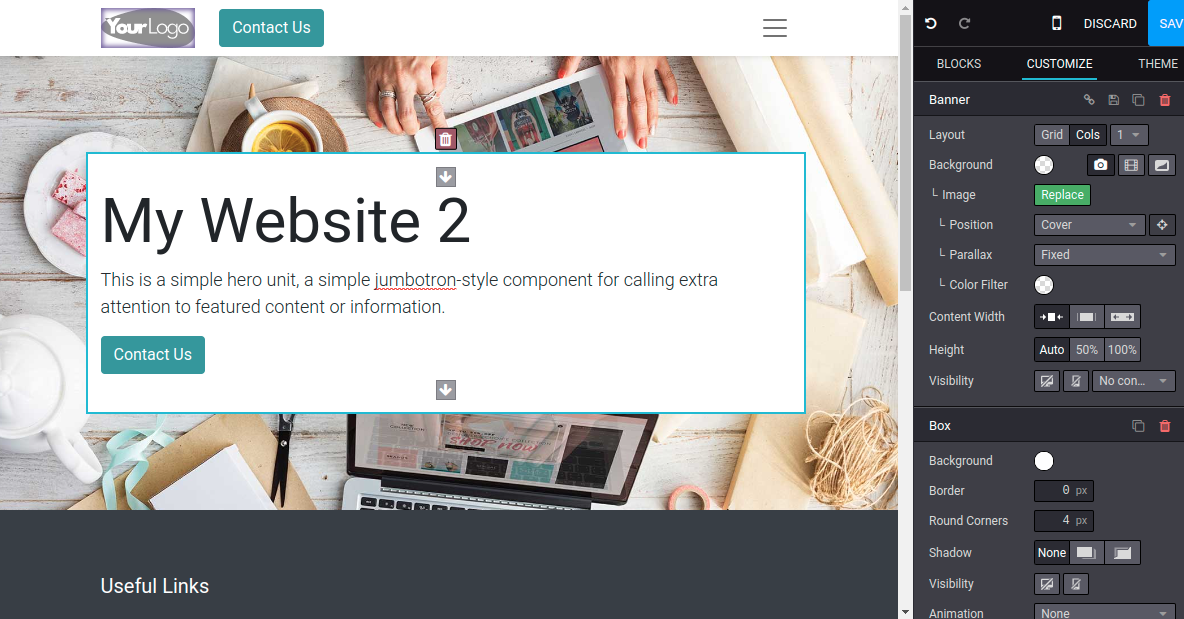 YourLogo
Contact Us
DISCARD
SAV
BLOCKS
CUSTOMIZE
THEME
My Website 2
This is a simple hero unit, a simple jumbotron-style component for calling extra
attention to featured content or information.
Contact Us
SHOP NOW
Useful Links
Banner
Layout
Grid Cols 1
Background
└ Image Replace
└ Position Cover
└ Parallax Fixed
└ Color Filter
Content Width
Height Auto 50% 100%
Visibility No con...
Box
Background
Border 0 px
Round Corners 4 px
Shadow None
Visibility
Animation None